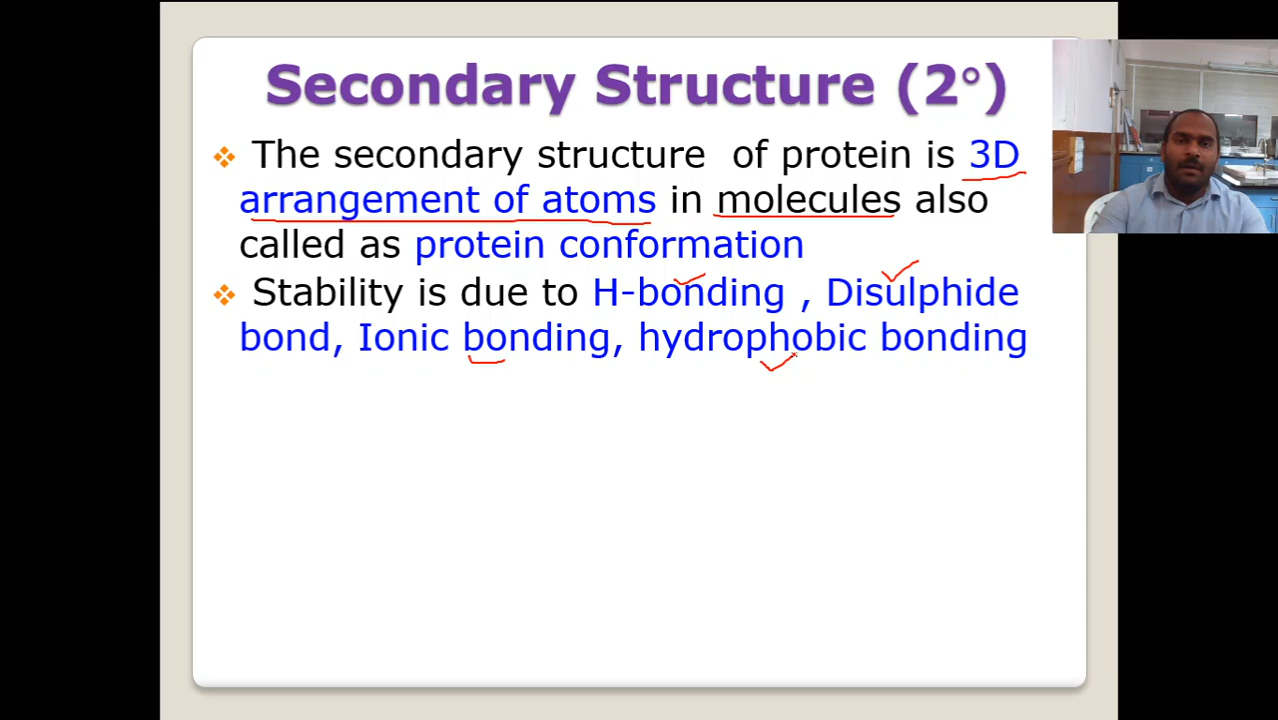 Secondary Structure (2°)
The secondary structure of protein is 3D
arrangement of atoms in molecules also
called as protein conformation
Stability is due to H-bonding , Disulphide
bond, Ionic bonding, hydrophobic bonding